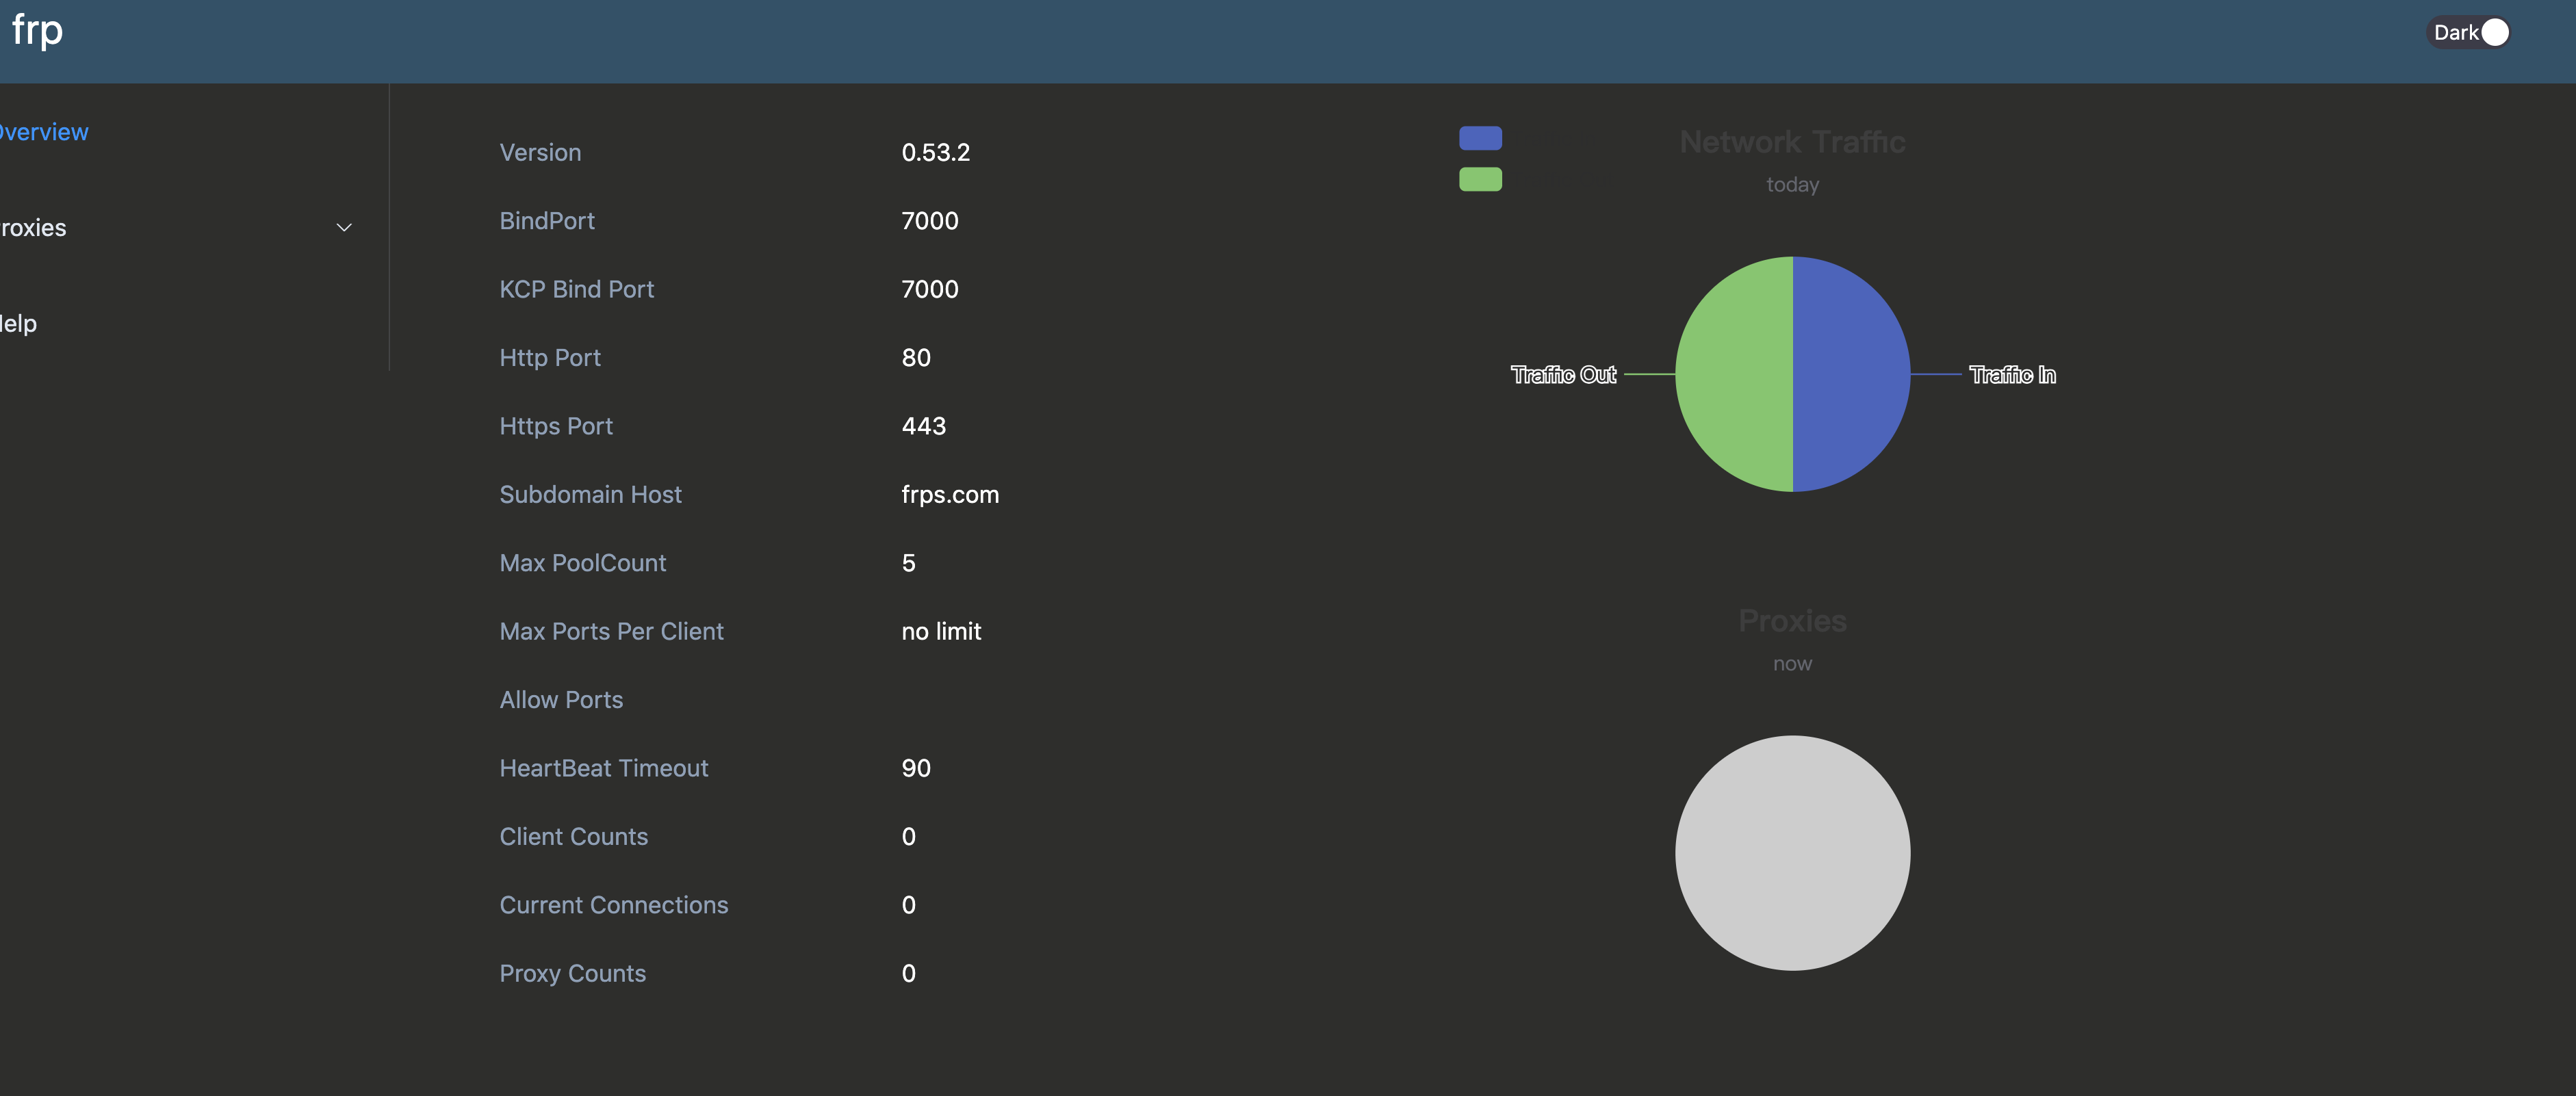 frp
Dark
Overview
roxies
elp
Version 0.53.2
BindPort 7000
KCP Bind Port 7000
Http Port 80
Https Port 443
Subdomain Host frps.com
Max PoolCount 5
Max Ports Per Client no limit
Allow Ports
HeartBeat Timeout 90
Client Counts 0
Current Connections 0
Proxy Counts 0
Network Traffic
today
Traffic Out
Traffic In
Proxies
now